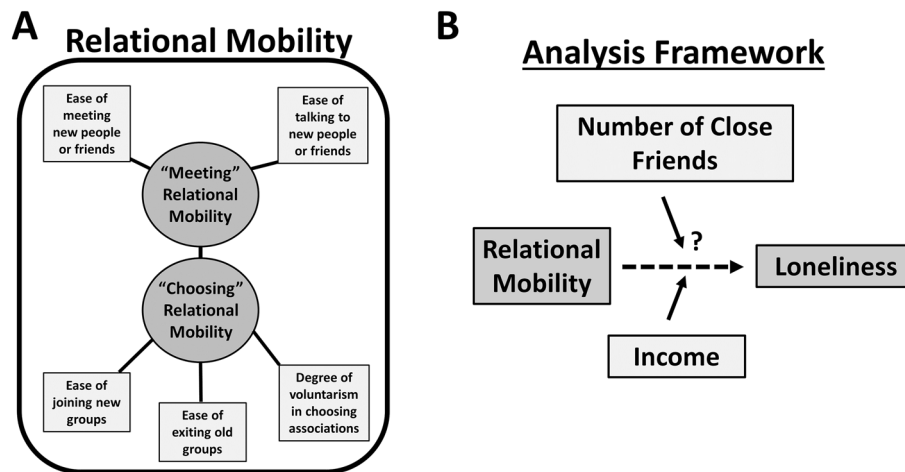 A
Relational Mobility
Ease of
meeting
new people
or friends
Ease of
talking to
new people
or friends
“Meeting”
Relational
Mobility
“Choosing”
Relational
Mobility
Ease of
joining new
groups
Ease of
exiting old
groups
Degree of
voluntarism
in choosing
associations
B
Analysis Framework
Number of Close
Friends
?
Relational
Mobility
Loneliness
Income